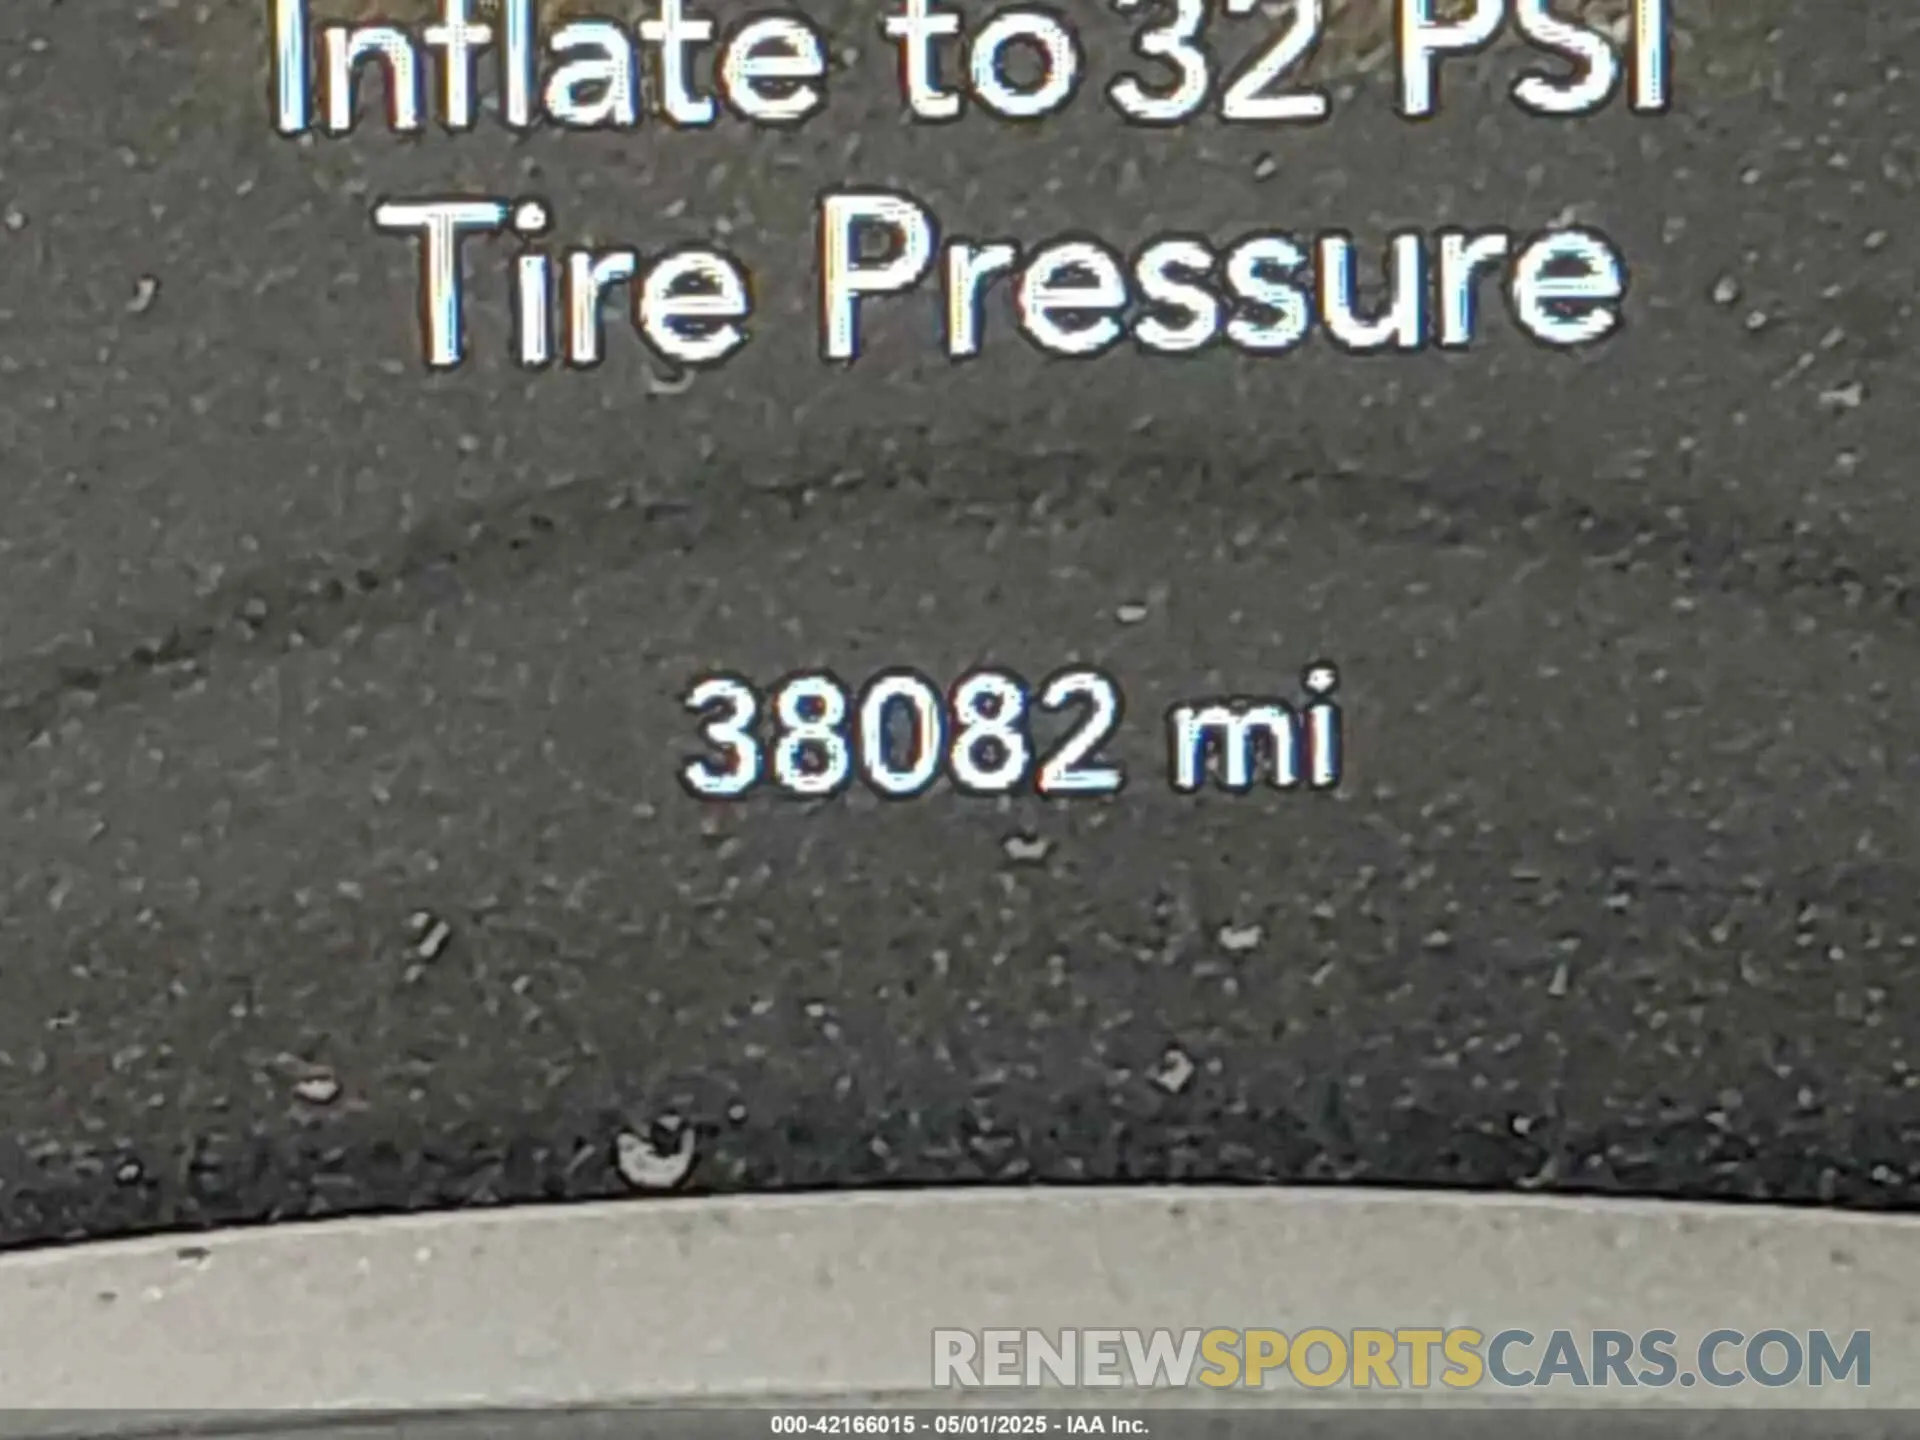 Inflate to 32 PSI
Tire Pressure
38082 mi
RENEWSPORTSCARS.COM
000-42166015 - 05/01/2025 - IAA Inc.